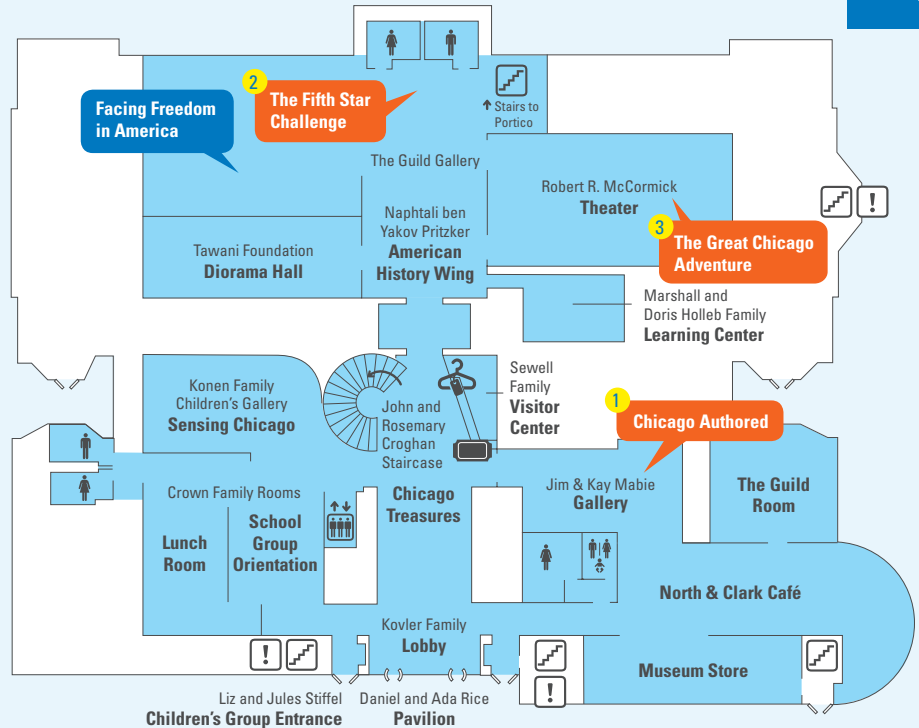 2
The Fifth Star
Challenge
Facing Freedom
in America
↑ Stairs to
Portico
The Guild Gallery
Robert R. McCormick
Theater
3
The Great Chicago
Adventure
!
Naphtali ben
Yakov Pritzker
American
History Wing
Tawani Foundation
Diorama Hall
Marshall and
Doris Holleb Family
Learning Center
Konen Family
Children's Gallery
Sensing Chicago
John and
Rosemary
Croghan
Staircase
Sewell
Family
Visitor
Center
1
Chicago Authored
Jim & Kay Mabie
Gallery
The Guild
Room
Crown Family Rooms
Lunch
Room
School
Group
Orientation
Chicago
Treasures
North & Clark Café
Kovler Family
Lobby
!
!
Museum Store
Liz and Jules Stiffel
Children's Group Entrance
Daniel and Ada Rice
Pavilion